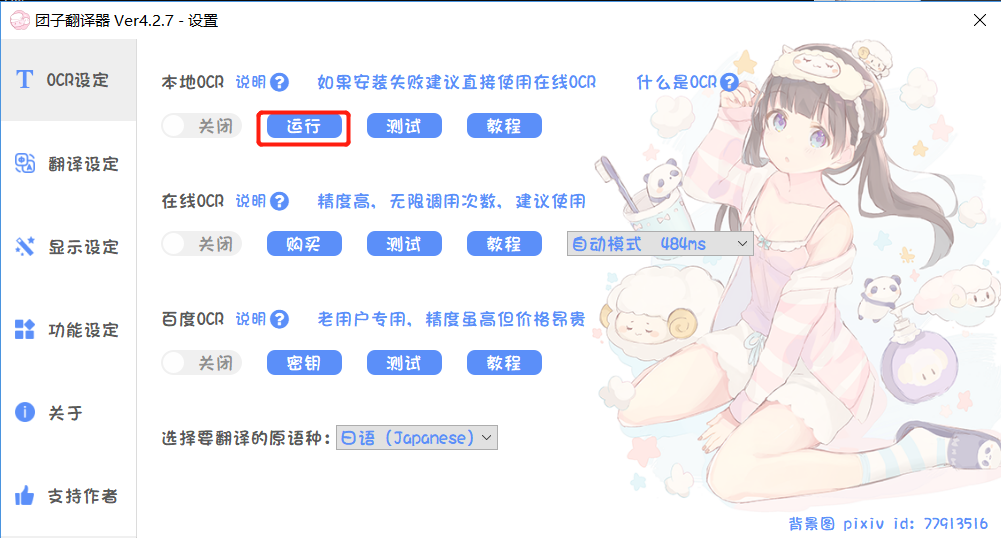 团子翻译器 Ver4.2.7 - 设置
OCR设定
翻译设定
显示设定
功能设定
关于
支持作者
本地OCR 说明 如果安装失败建议直接使用在线OCR 什么是OCR
关闭 运行 测试 教程
在线OCR 说明 精度高，无限调用次数，建议使用
关闭 购买 测试 教程 自动模式 484ms
百度OCR 说明 老用户专用，精度虽高但价格昂贵
关闭 密钥 测试 教程
选择要翻译的原语种： 日语（Japanese）
背景图 pixiv id: 77913516